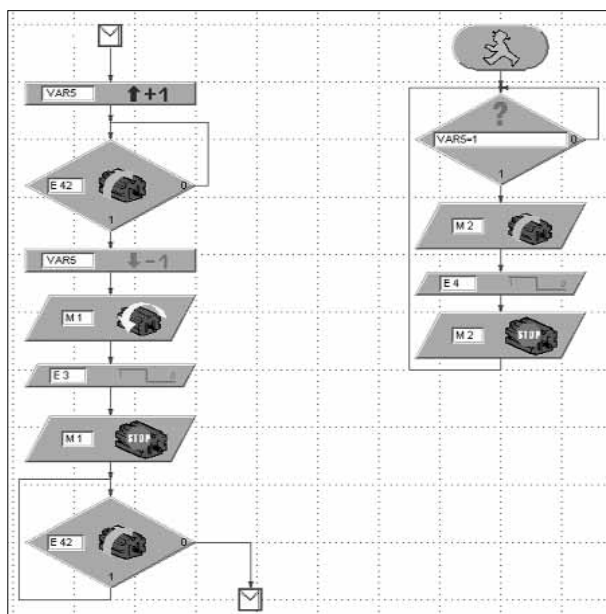 VAR5 +1
E 42 0
1
VAR5 -1
M 1
E 3
M 1 STOP
E 42 0
1
?
VAR5=1 0
1
M 2
E 4
M 2 STOP